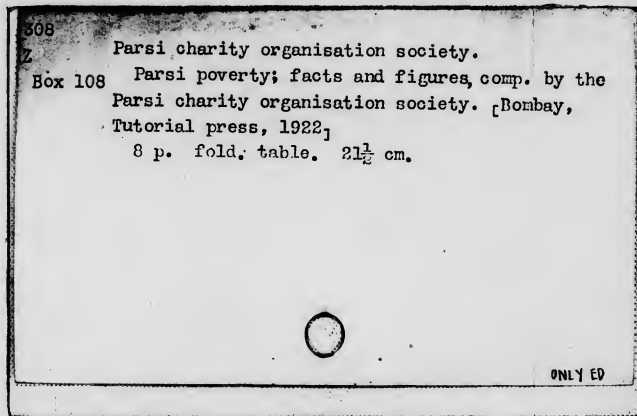 308
Z
Box 108
Parsi charity organisation society.
Parsi poverty; facts and figures, comp. by the
Parsi charity organisation society. [Bombay,
Tutorial press, 1922]
8 p. fold. table. 21½ cm.
ONLY ED